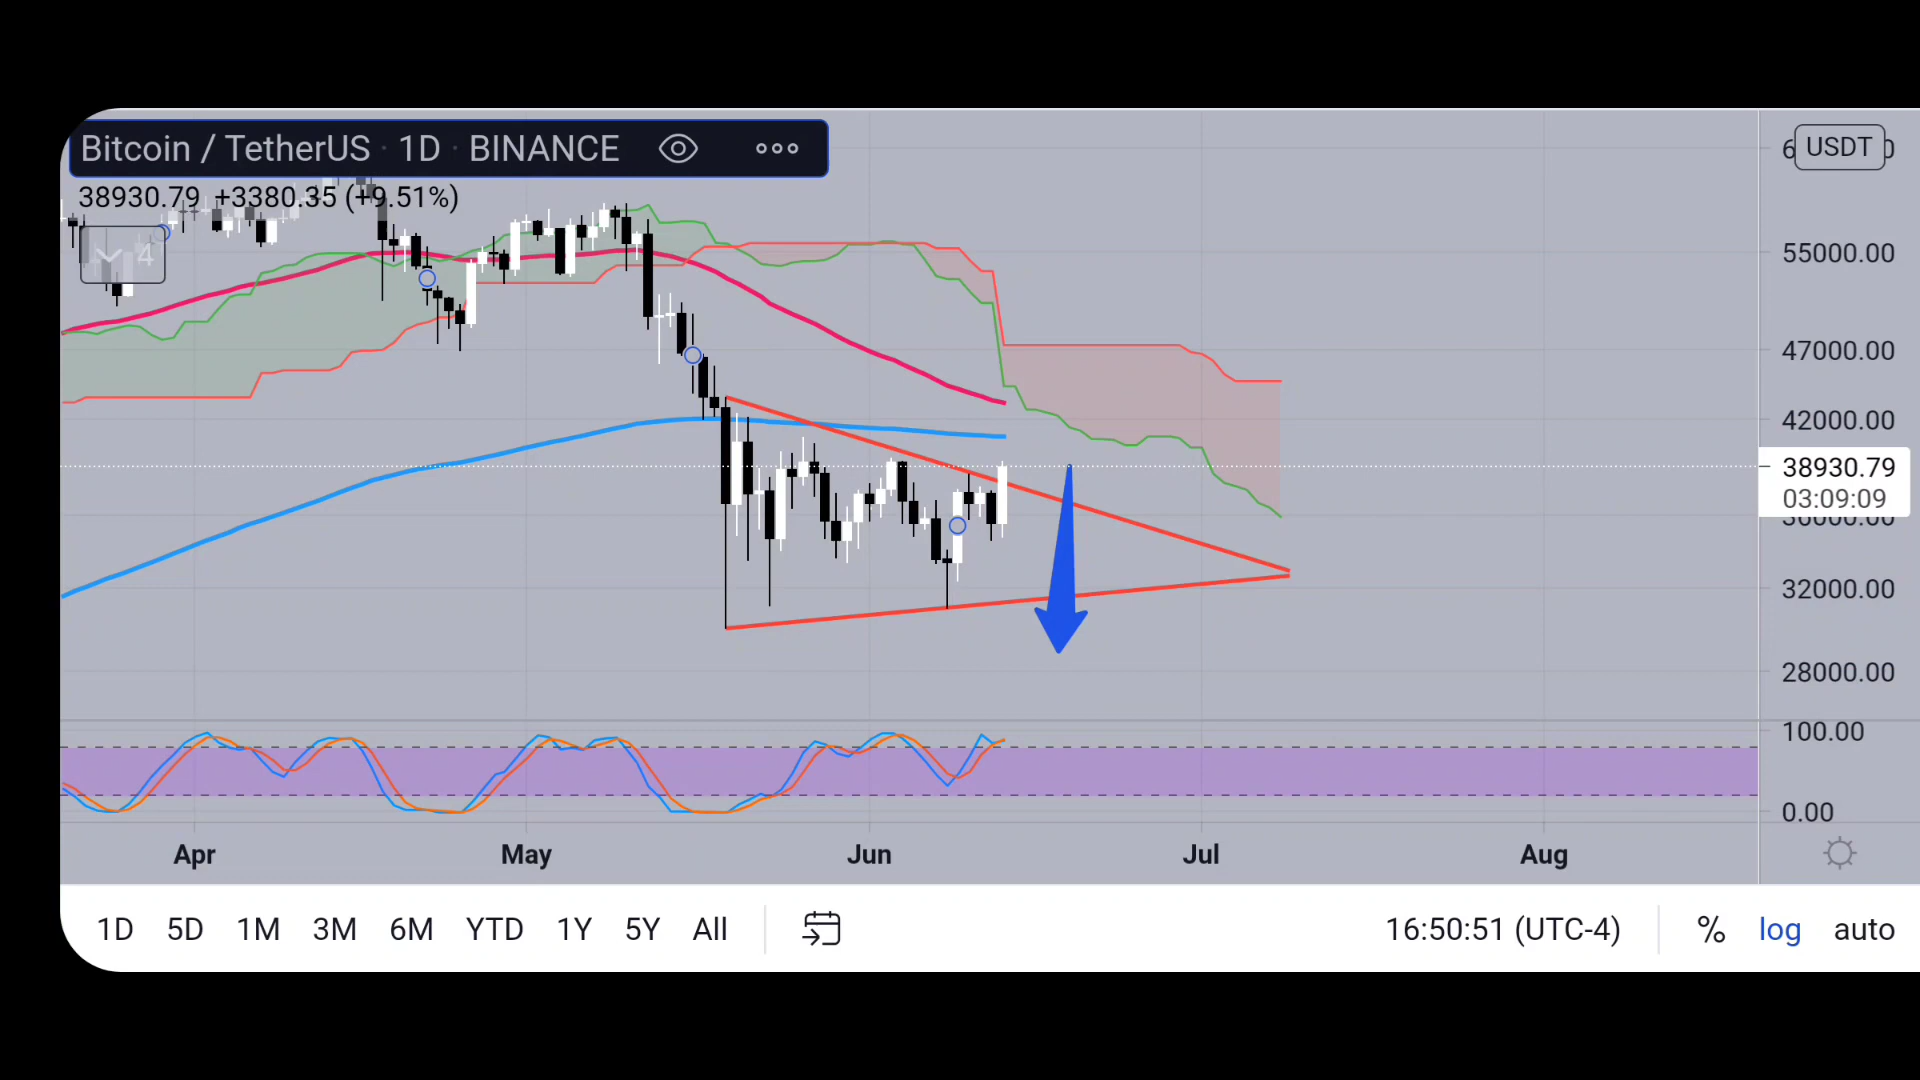 Bitcoin / TetherUS · 1D · BINANCE
USDT
38930.79 +3380.35 (+9.51%)
4
55000.00
47000.00
42000.00
38930.79
03:09:09
32000.00
28000.00
100.00
0.00
Apr May Jun Jul Aug
1D 5D 1M 3M 6M YTD 1Y 5Y All 16:50:51 (UTC-4) % log auto